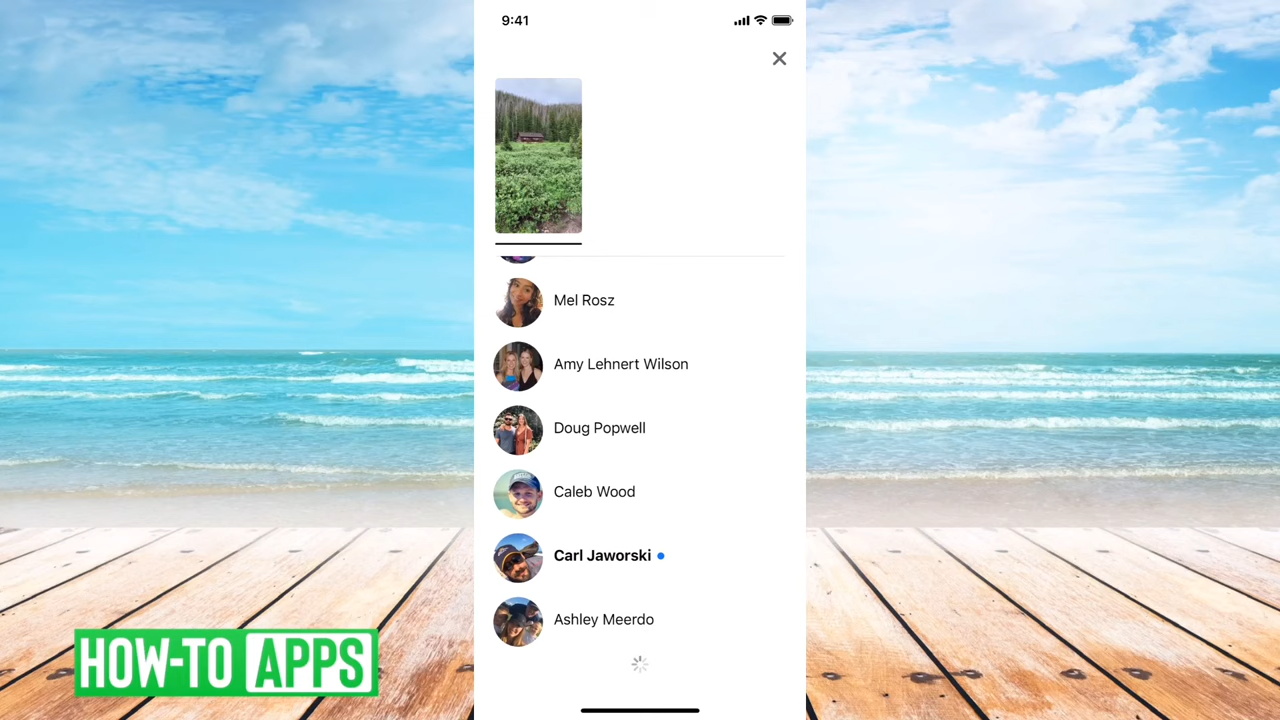 9:41
Mel Rosz
Amy Lehnert Wilson
Doug Popwell
Caleb Wood
Carl Jaworski
Ashley Meerdo
HOW-TO APPS